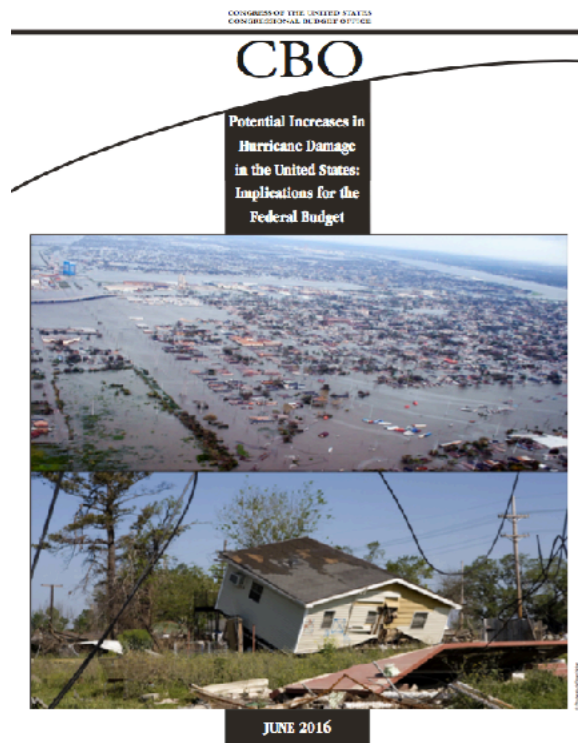 CONGRESS OF THE UNITED STATES
CONGRESSIONAL BUDGET OFFICE
CBO
Potential Increases in
Hurricane Damage
in the United States:
Implications for the
Federal Budget
JUNE 2016